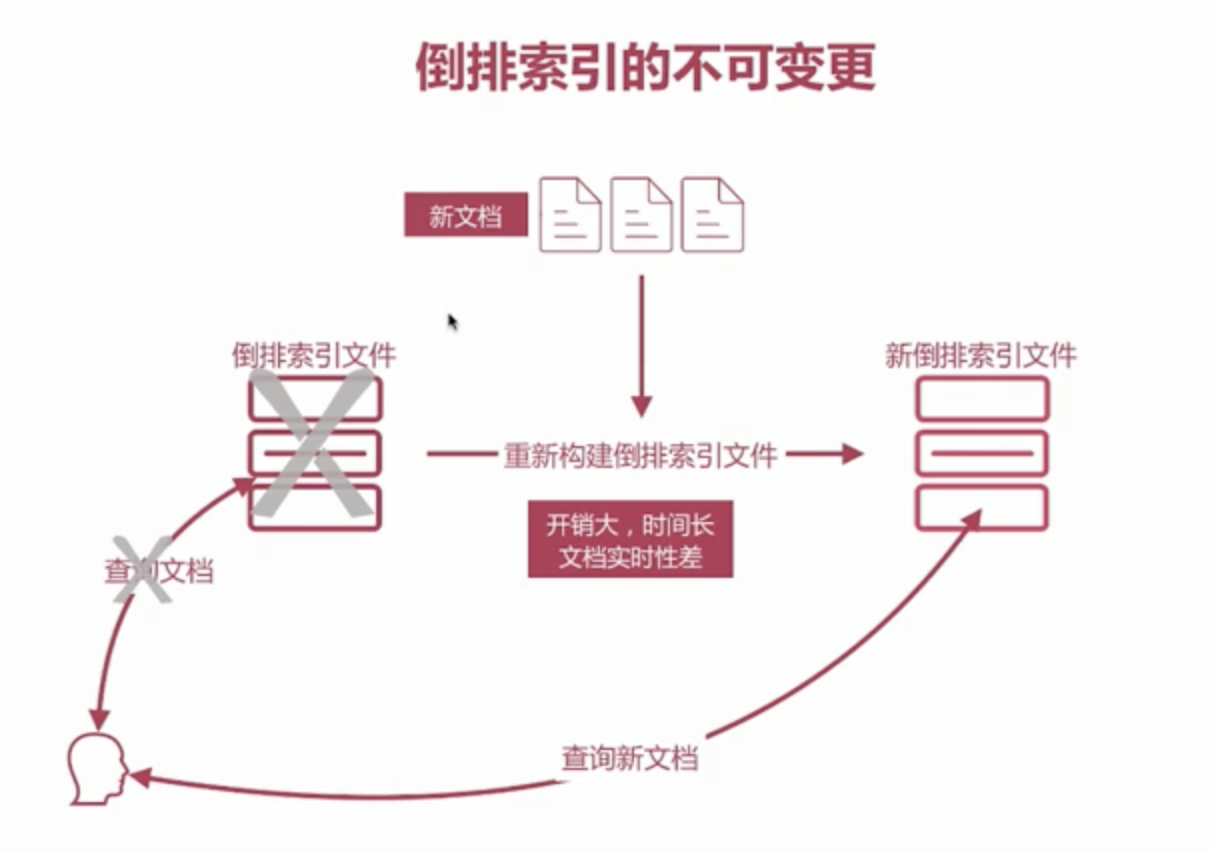 倒排索引的不可变更
新文档
倒排索引文件
新倒排索引文件
重新构建倒排索引文件
开销大，时间长
文档实时性差
查询文档
查询新文档